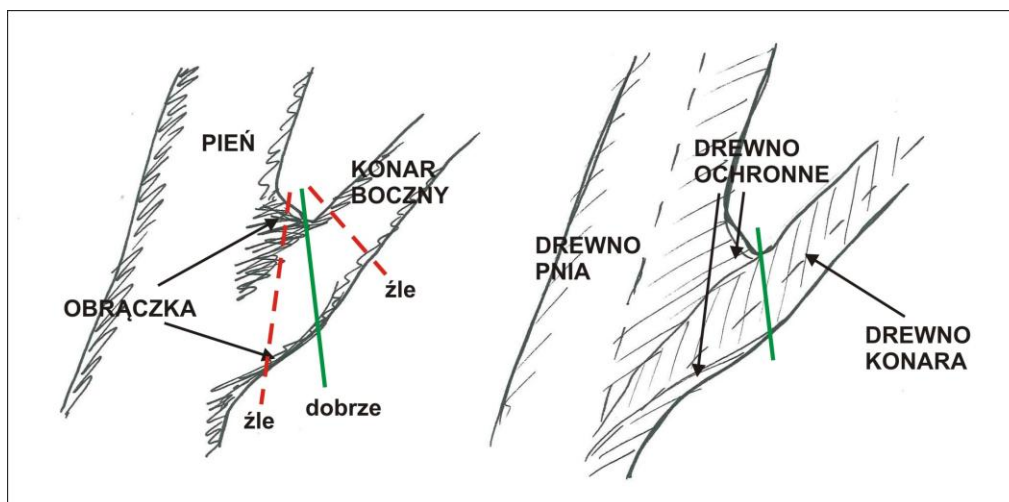 PIEŃ
KONAR
BOCZNY
OBRĄCZKA
źle
źle
dobrze
DREWNO
OCHRONNE
DREWNO
PNIA
DREWNO
KONARA